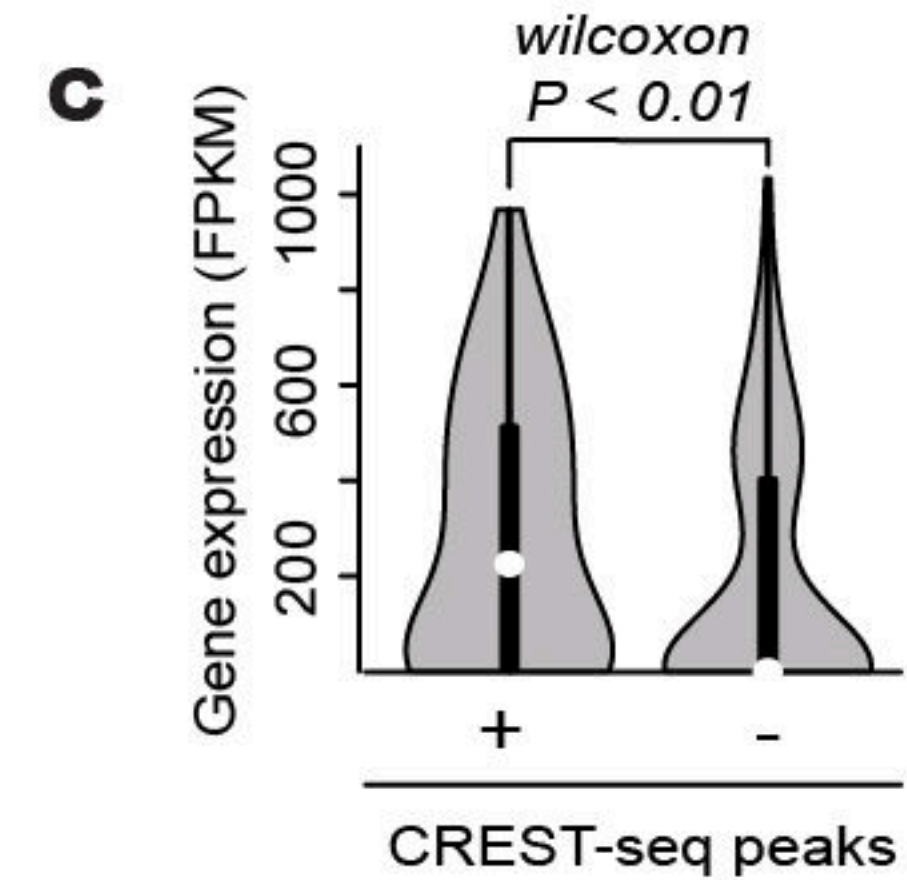 c
wilcoxon
P < 0.01
Gene expression (FPKM)
1000
600
200
+ -
CREST-seq peaks